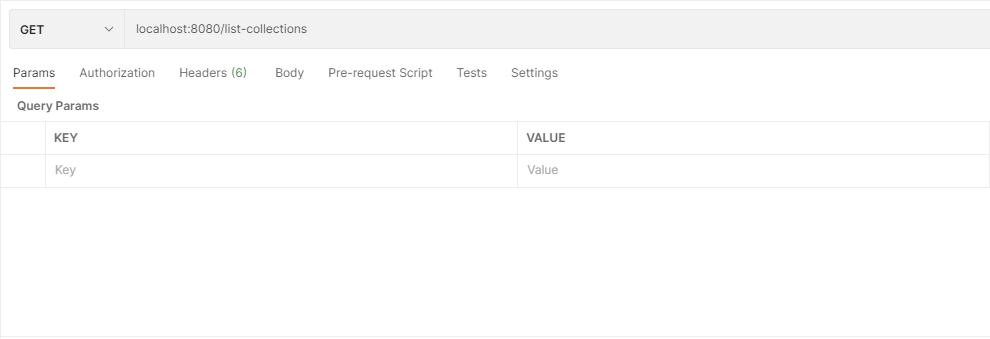 GET localhost:8080/list-collections
Params Authorization Headers (6) Body Pre-request Script Tests Settings
Query Params
KEY VALUE
Key Value